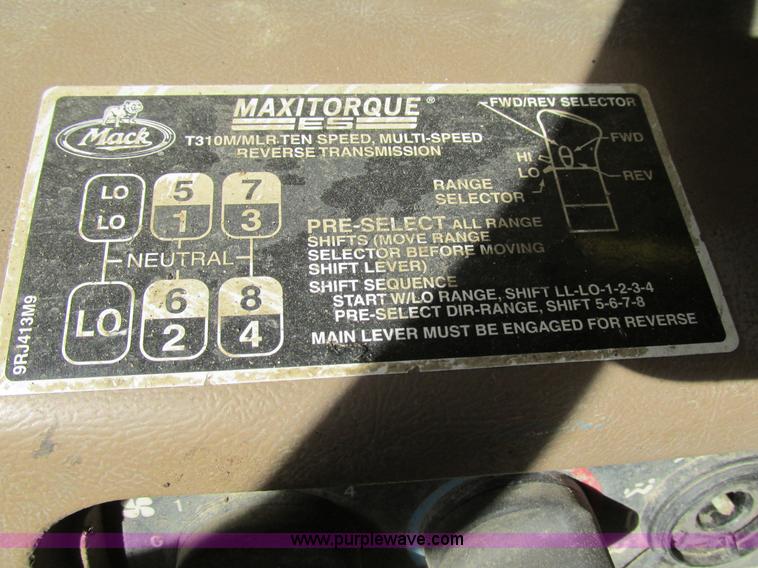 MAXITORQUE®
ES
Mack
T310M/MLR TEN SPEED, MULTI-SPEED
REVERSE TRANSMISSION
FWD/REV SELECTOR
FWD
HI
LO
REV
RANGE
SELECTOR
LO
LO
5
1
7
3
NEUTRAL
LO
6
2
8
4
PRE-SELECT ALL RANGE
SHIFTS (MOVE RANGE
SELECTOR BEFORE MOVING
SHIFT LEVER)
SHIFT SEQUENCE
START W/LO RANGE, SHIFT LL-LO-1-2-3-4
PRE-SELECT DIR-RANGE, SHIFT 5-6-7-8
MAIN LEVER MUST BE ENGAGED FOR REVERSE
9RJ413M9
1
4
www.purplewave.com